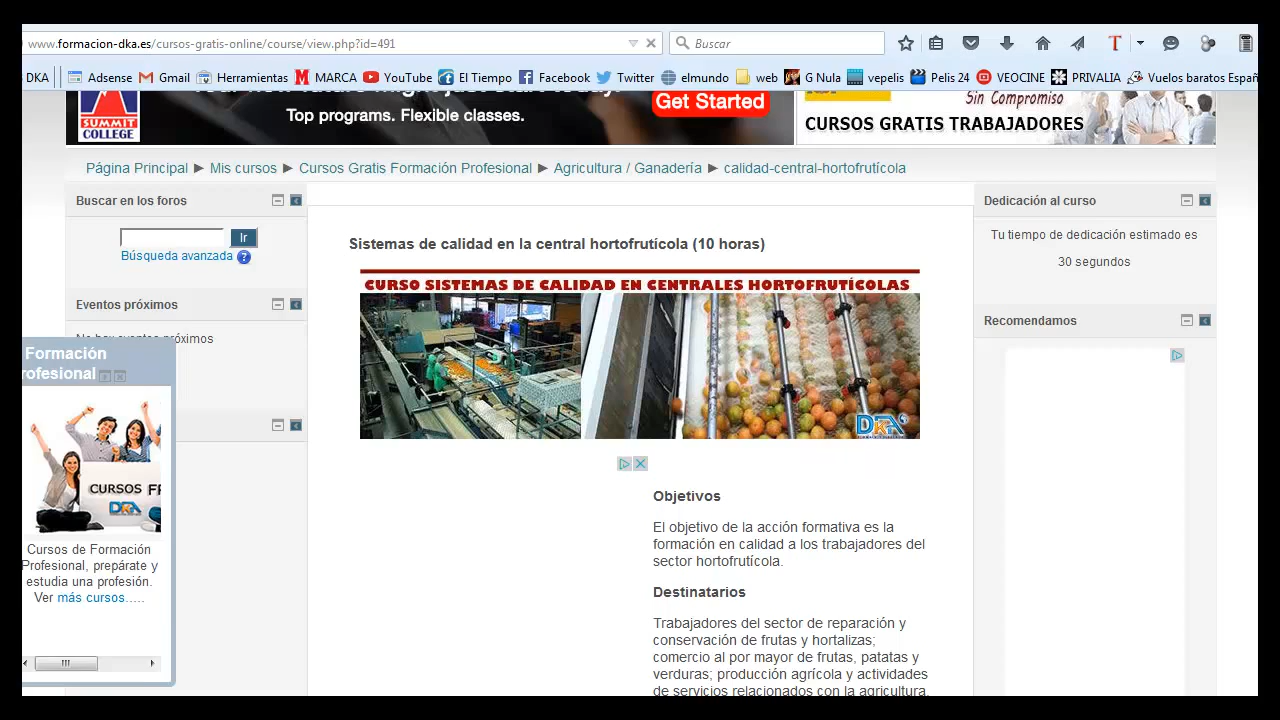 www.formacion-dka.es/cursos-gratis-online/course/view.php?id=491
Buscar
DKA
Adsense
Gmail
Herramientas
MARCA
YouTube
El Tiempo
Facebook
Twitter
elmundo
web
G Nula
vepelis
Pelis 24
VEOCINE
PRIVALIA
Vuelos baratos Españ
SUMMIT
COLLEGE
Top programs. Flexible classes.
Get Started
Sin Compromiso
CURSOS GRATIS TRABAJADORES
Página Principal ► Mis cursos ► Cursos Gratis Formación Profesional ► Agricultura / Ganadería ► calidad-central-hortofrutícola
Buscar en los foros
Ir
Búsqueda avanzada
Eventos próximos
Formación
rofesional
CURSOS FR
DKA
Cursos de Formación
Profesional, prepárate y
estudia una profesión.
Ver más cursos.....
Sistemas de calidad en la central hortofrutícola (10 horas)
CURSO SISTEMAS DE CALIDAD EN CENTRALES HORTOFRUTÍCOLAS
DKA
Objetivos
El objetivo de la acción formativa es la
formación en calidad a los trabajadores del
sector hortofrutícola.
Destinatarios
Trabajadores del sector de reparación y
conservación de frutas y hortalizas;
comercio al por mayor de frutas, patatas y
verduras; producción agrícola y actividades
de servicios relacionados con la agricultura,
Dedicación al curso
Tu tiempo de dedicación estimado es
30 segundos
Recomendamos